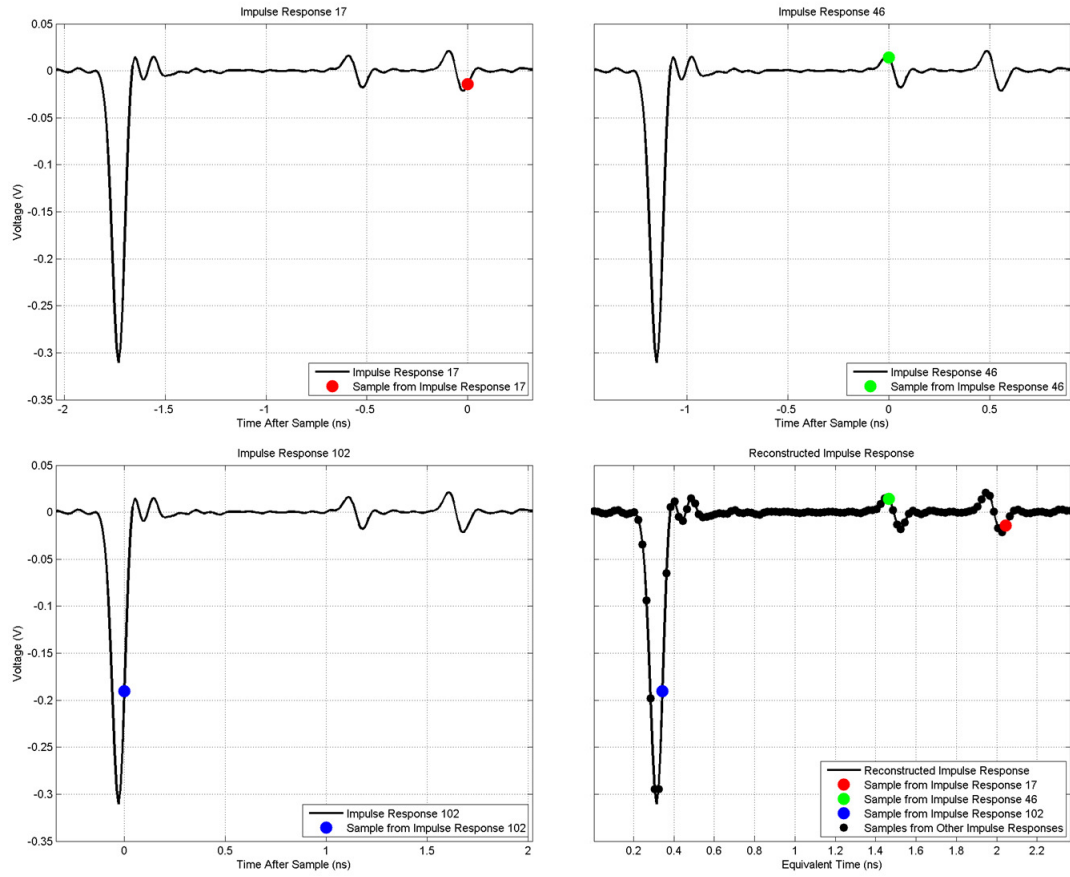 Impulse Response 17
0.05
0
-0.05
-0.1
-0.15
-0.2
-0.25
-0.3
-0.35
Voltage (V)
-2
-1.5
-1
-0.5
0
Time After Sample (ns)
Impulse Response 17
Sample from Impulse Response 17
Impulse Response 46
-1
-0.5
0
0.5
Time After Sample (ns)
Impulse Response 46
Sample from Impulse Response 46
Impulse Response 102
0.05
0
-0.05
-0.1
-0.15
-0.2
-0.25
-0.3
-0.35
Voltage (V)
0
0.5
1
1.5
2
Time After Sample (ns)
Impulse Response 102
Sample from Impulse Response 102
Reconstructed Impulse Response
0.2
0.4
0.6
0.8
1
1.2
1.4
1.6
1.8
2
2.2
Equivalent Time (ns)
Reconstructed Impulse Response
Sample from Impulse Response 17
Sample from Impulse Response 46
Sample from Impulse Response 102
Samples from Other Impulse Responses